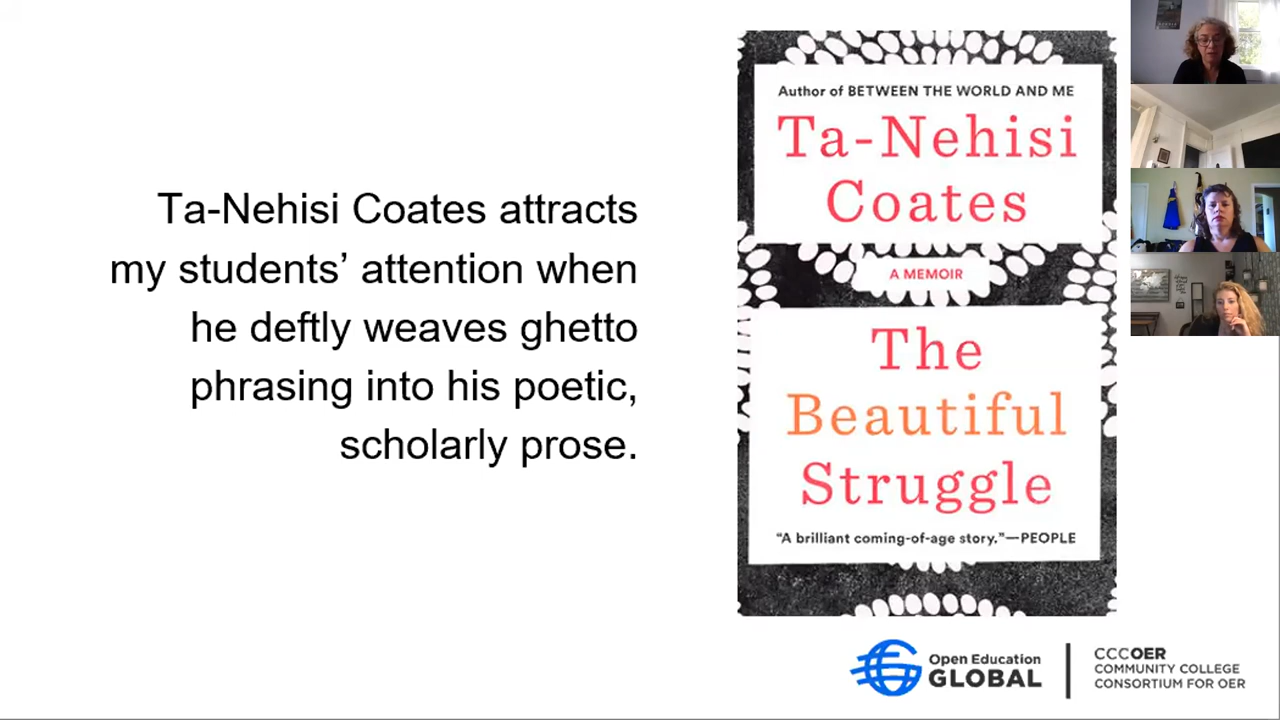 Ta-Nehisi Coates attracts
my students’ attention when
he deftly weaves ghetto
phrasing into his poetic,
scholarly prose.
Author of BETWEEN THE WORLD AND ME
Ta-Nehisi
Coates
A MEMOIR
The
Beautiful
Struggle
“A brilliant coming-of-age story.”—PEOPLE
Open Education
GLOBAL
CCCOER
COMMUNITY COLLEGE
CONSORTIUM FOR OER